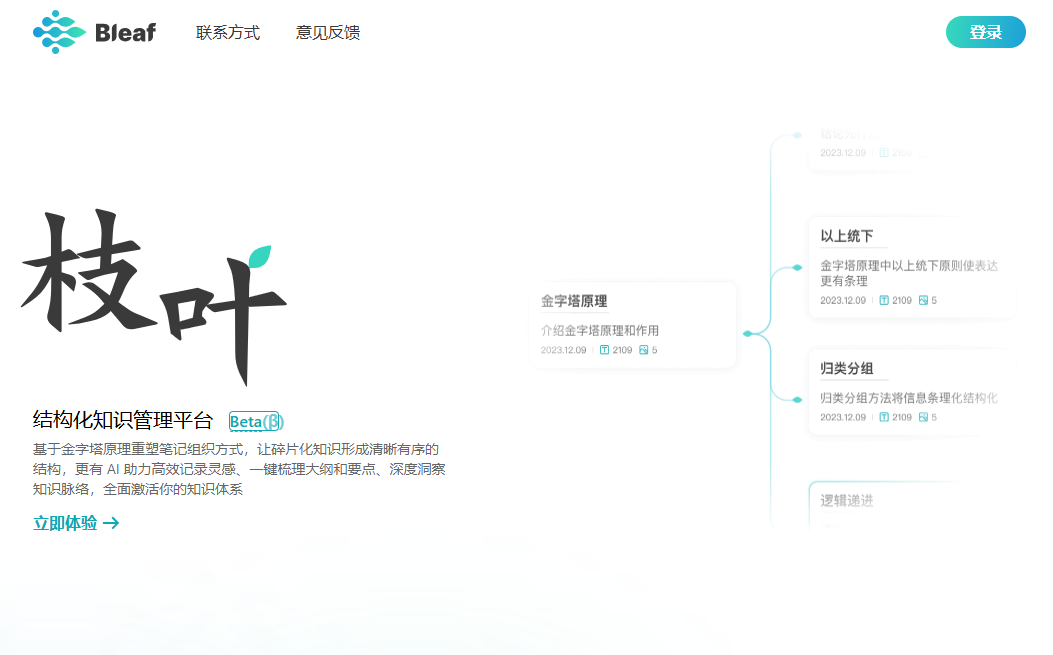 Bleaf
联系方式
意见反馈
登录
枝叶
结构化知识管理平台 Beta(β)
基于金字塔原理重塑笔记组织方式，让碎片化知识形成清晰有序的
结构，更有 AI 助力高效记录灵感、一键梳理大纲和要点、深度洞察
知识脉络，全面激活你的知识体系
立即体验
金字塔原理
介绍金字塔原理和作用
2023.12.09 2109 5
2023.12.09 2109
以上统下
金字塔原理中以上统下原则使表达
更有条理
2023.12.09 2109 5
归类分组
归类分组方法将信息条理化结构化
2023.12.09 2109 5
逻辑递进